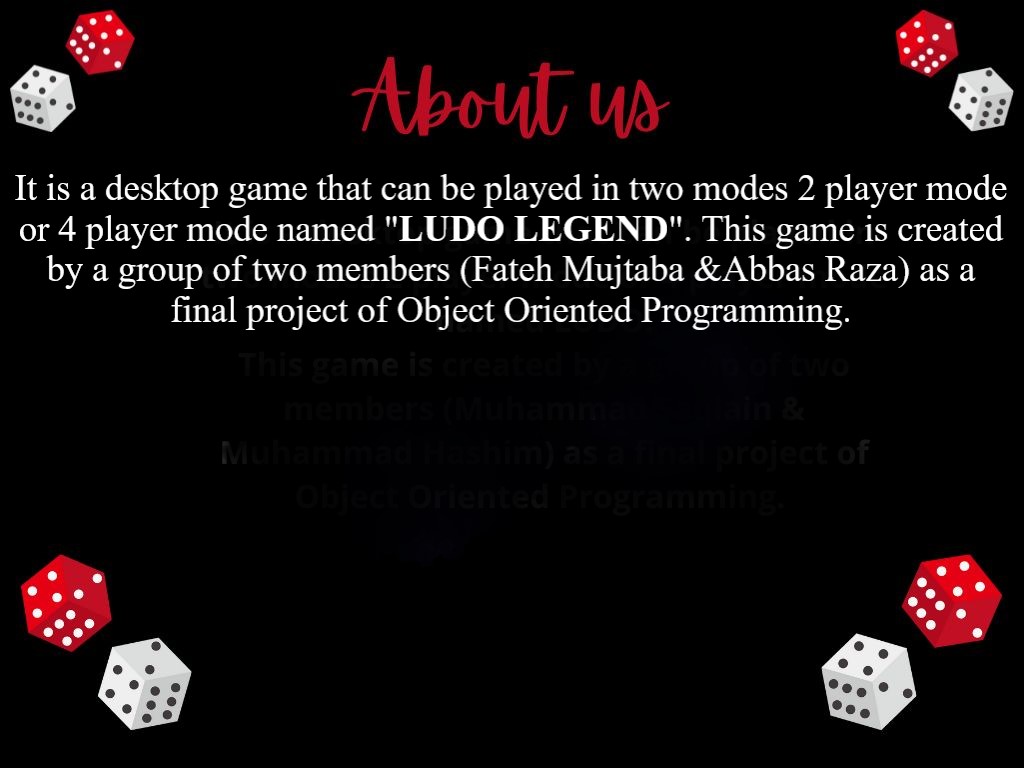 About us
It is a desktop game that can be played in two modes 2 player mode
or 4 player mode named "LUDO LEGEND". This game is created
by a group of two members (Fateh Mujtaba &Abbas Raza) as a
final project of Object Oriented Programming.
This game is created by a group of two
members (Muhammad &
Muhammad Hashim) as a final project of
Object Oriented Programming.